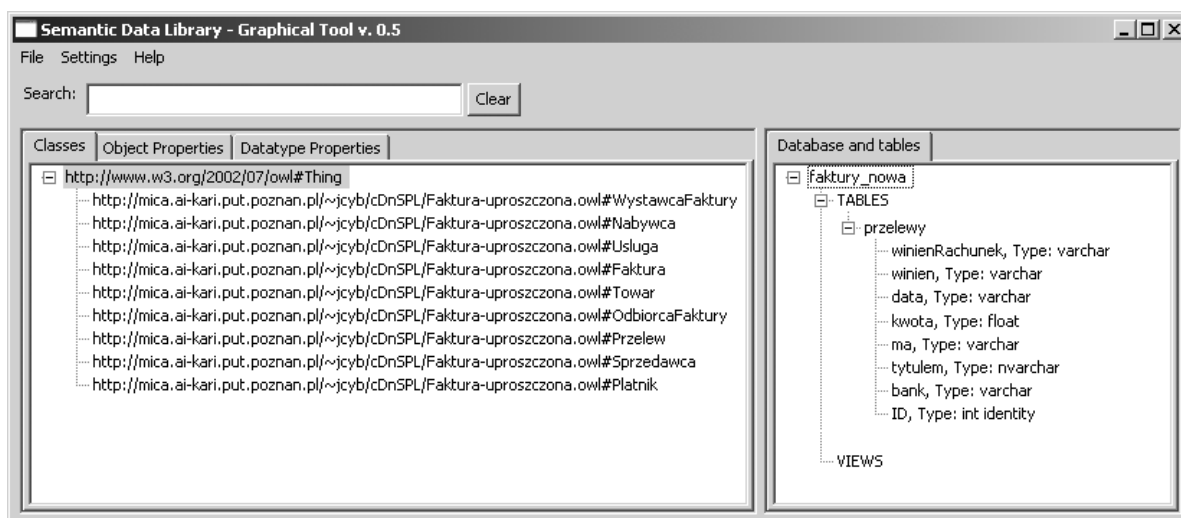 Semantic Data Library - Graphical Tool v. 0.5
File Settings Help
Search: Clear
Classes Object Properties Datatype Properties
http://www.w3.org/2002/07/owl#Thing
http://mica.ai-kari.put.poznan.pl/~jcyb/cDnSPL/Faktura-uproszczona.owl#WystawcaFaktury
http://mica.ai-kari.put.poznan.pl/~jcyb/cDnSPL/Faktura-uproszczona.owl#Nabywca
http://mica.ai-kari.put.poznan.pl/~jcyb/cDnSPL/Faktura-uproszczona.owl#Usluga
http://mica.ai-kari.put.poznan.pl/~jcyb/cDnSPL/Faktura-uproszczona.owl#Faktura
http://mica.ai-kari.put.poznan.pl/~jcyb/cDnSPL/Faktura-uproszczona.owl#Towar
http://mica.ai-kari.put.poznan.pl/~jcyb/cDnSPL/Faktura-uproszczona.owl#OdbiorcaFaktury
http://mica.ai-kari.put.poznan.pl/~jcyb/cDnSPL/Faktura-uproszczona.owl#Przelew
http://mica.ai-kari.put.poznan.pl/~jcyb/cDnSPL/Faktura-uproszczona.owl#Sprzedawca
http://mica.ai-kari.put.poznan.pl/~jcyb/cDnSPL/Faktura-uproszczona.owl#Platnik
Database and tables
faktury_nowa
TABLES
przelewy
winienRachunek, Type: varchar
winien, Type: varchar
data, Type: varchar
kwota, Type: float
ma, Type: varchar
tytulem, Type: nvarchar
bank, Type: varchar
ID, Type: int identity
VIEWS